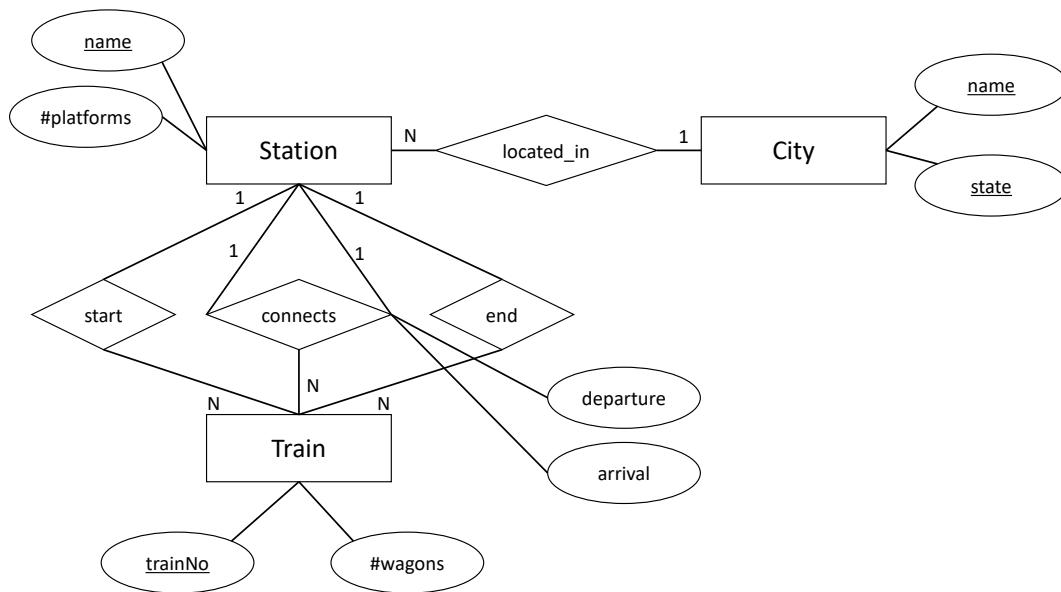 name
#platforms
Station
N
located_in
1
City
name
state
1
1
1
1
start
connects
end
N
N
N
departure
arrival
Train
trainNo
#wagons